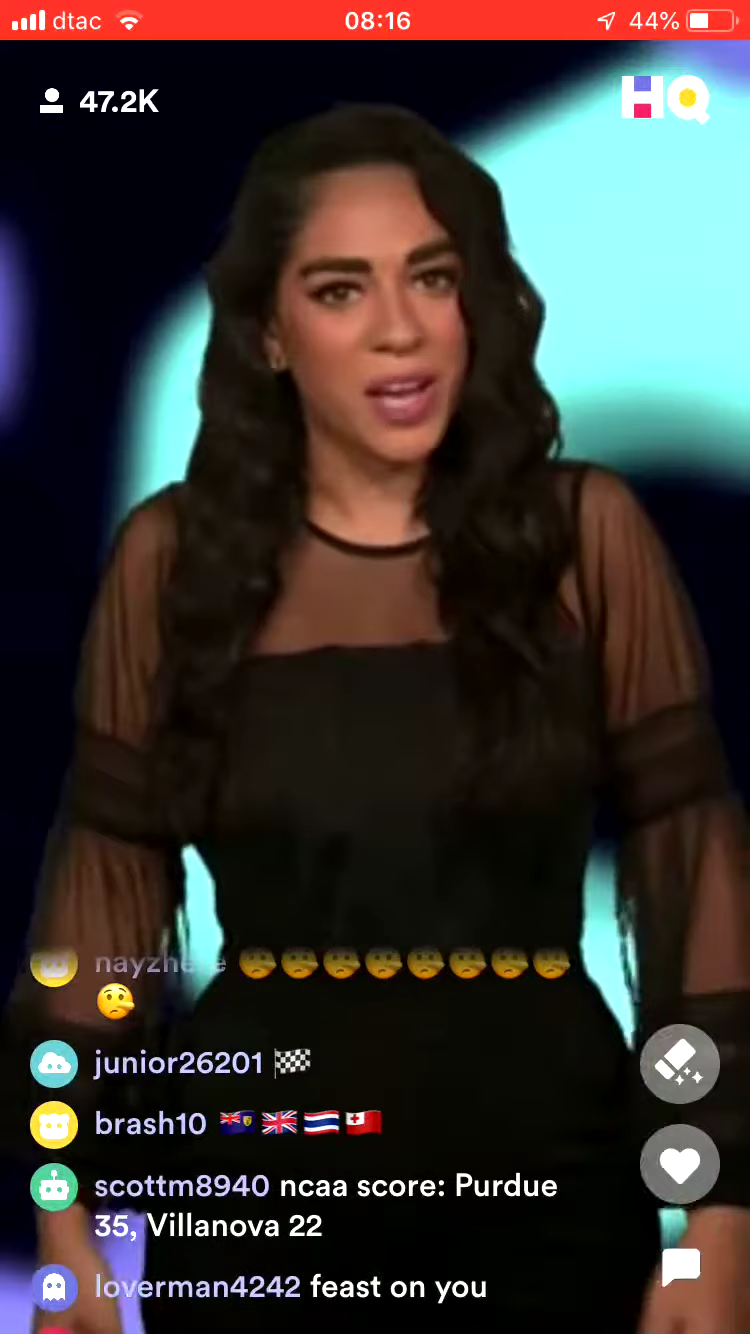 dtac 08:16 44%
47.2K HQ
junior26201 🏁
brash10 🇹🇨 🇬🇧 🇹🇭 🇹🇴
scottm8940 ncaa score: Purdue
35, Villanova 22
loverman4242 feast on you